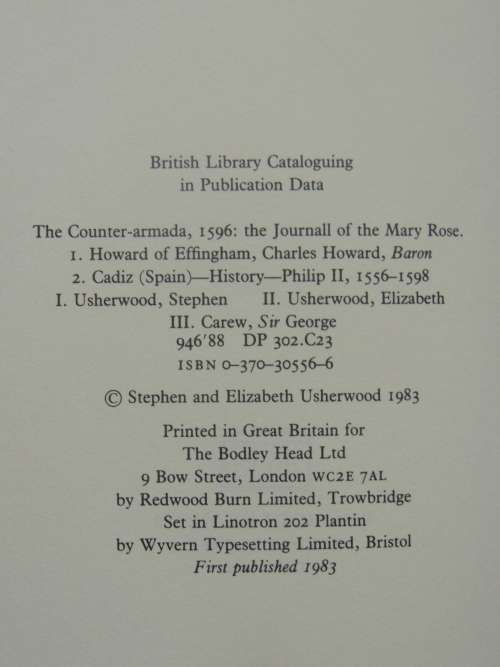 British Library Cataloguing
in Publication Data
The Counter-armada, 1596: the Journall of the Mary Rose.
1. Howard of Effingham, Charles Howard, Baron
2. Cadiz (Spain)—History—Philip II, 1556–1598
I. Usherwood, Stephen II. Usherwood, Elizabeth
III. Carew, Sir George
946'88 DP 302.C23
ISBN 0–370–30556–6
© Stephen and Elizabeth Usherwood 1983
Printed in Great Britain for
The Bodley Head Ltd
9 Bow Street, London WC2E 7AL
by Redwood Burn Limited, Trowbridge
Set in Linotron 202 Plantin
by Wyvern Typesetting Limited, Bristol
First published 1983